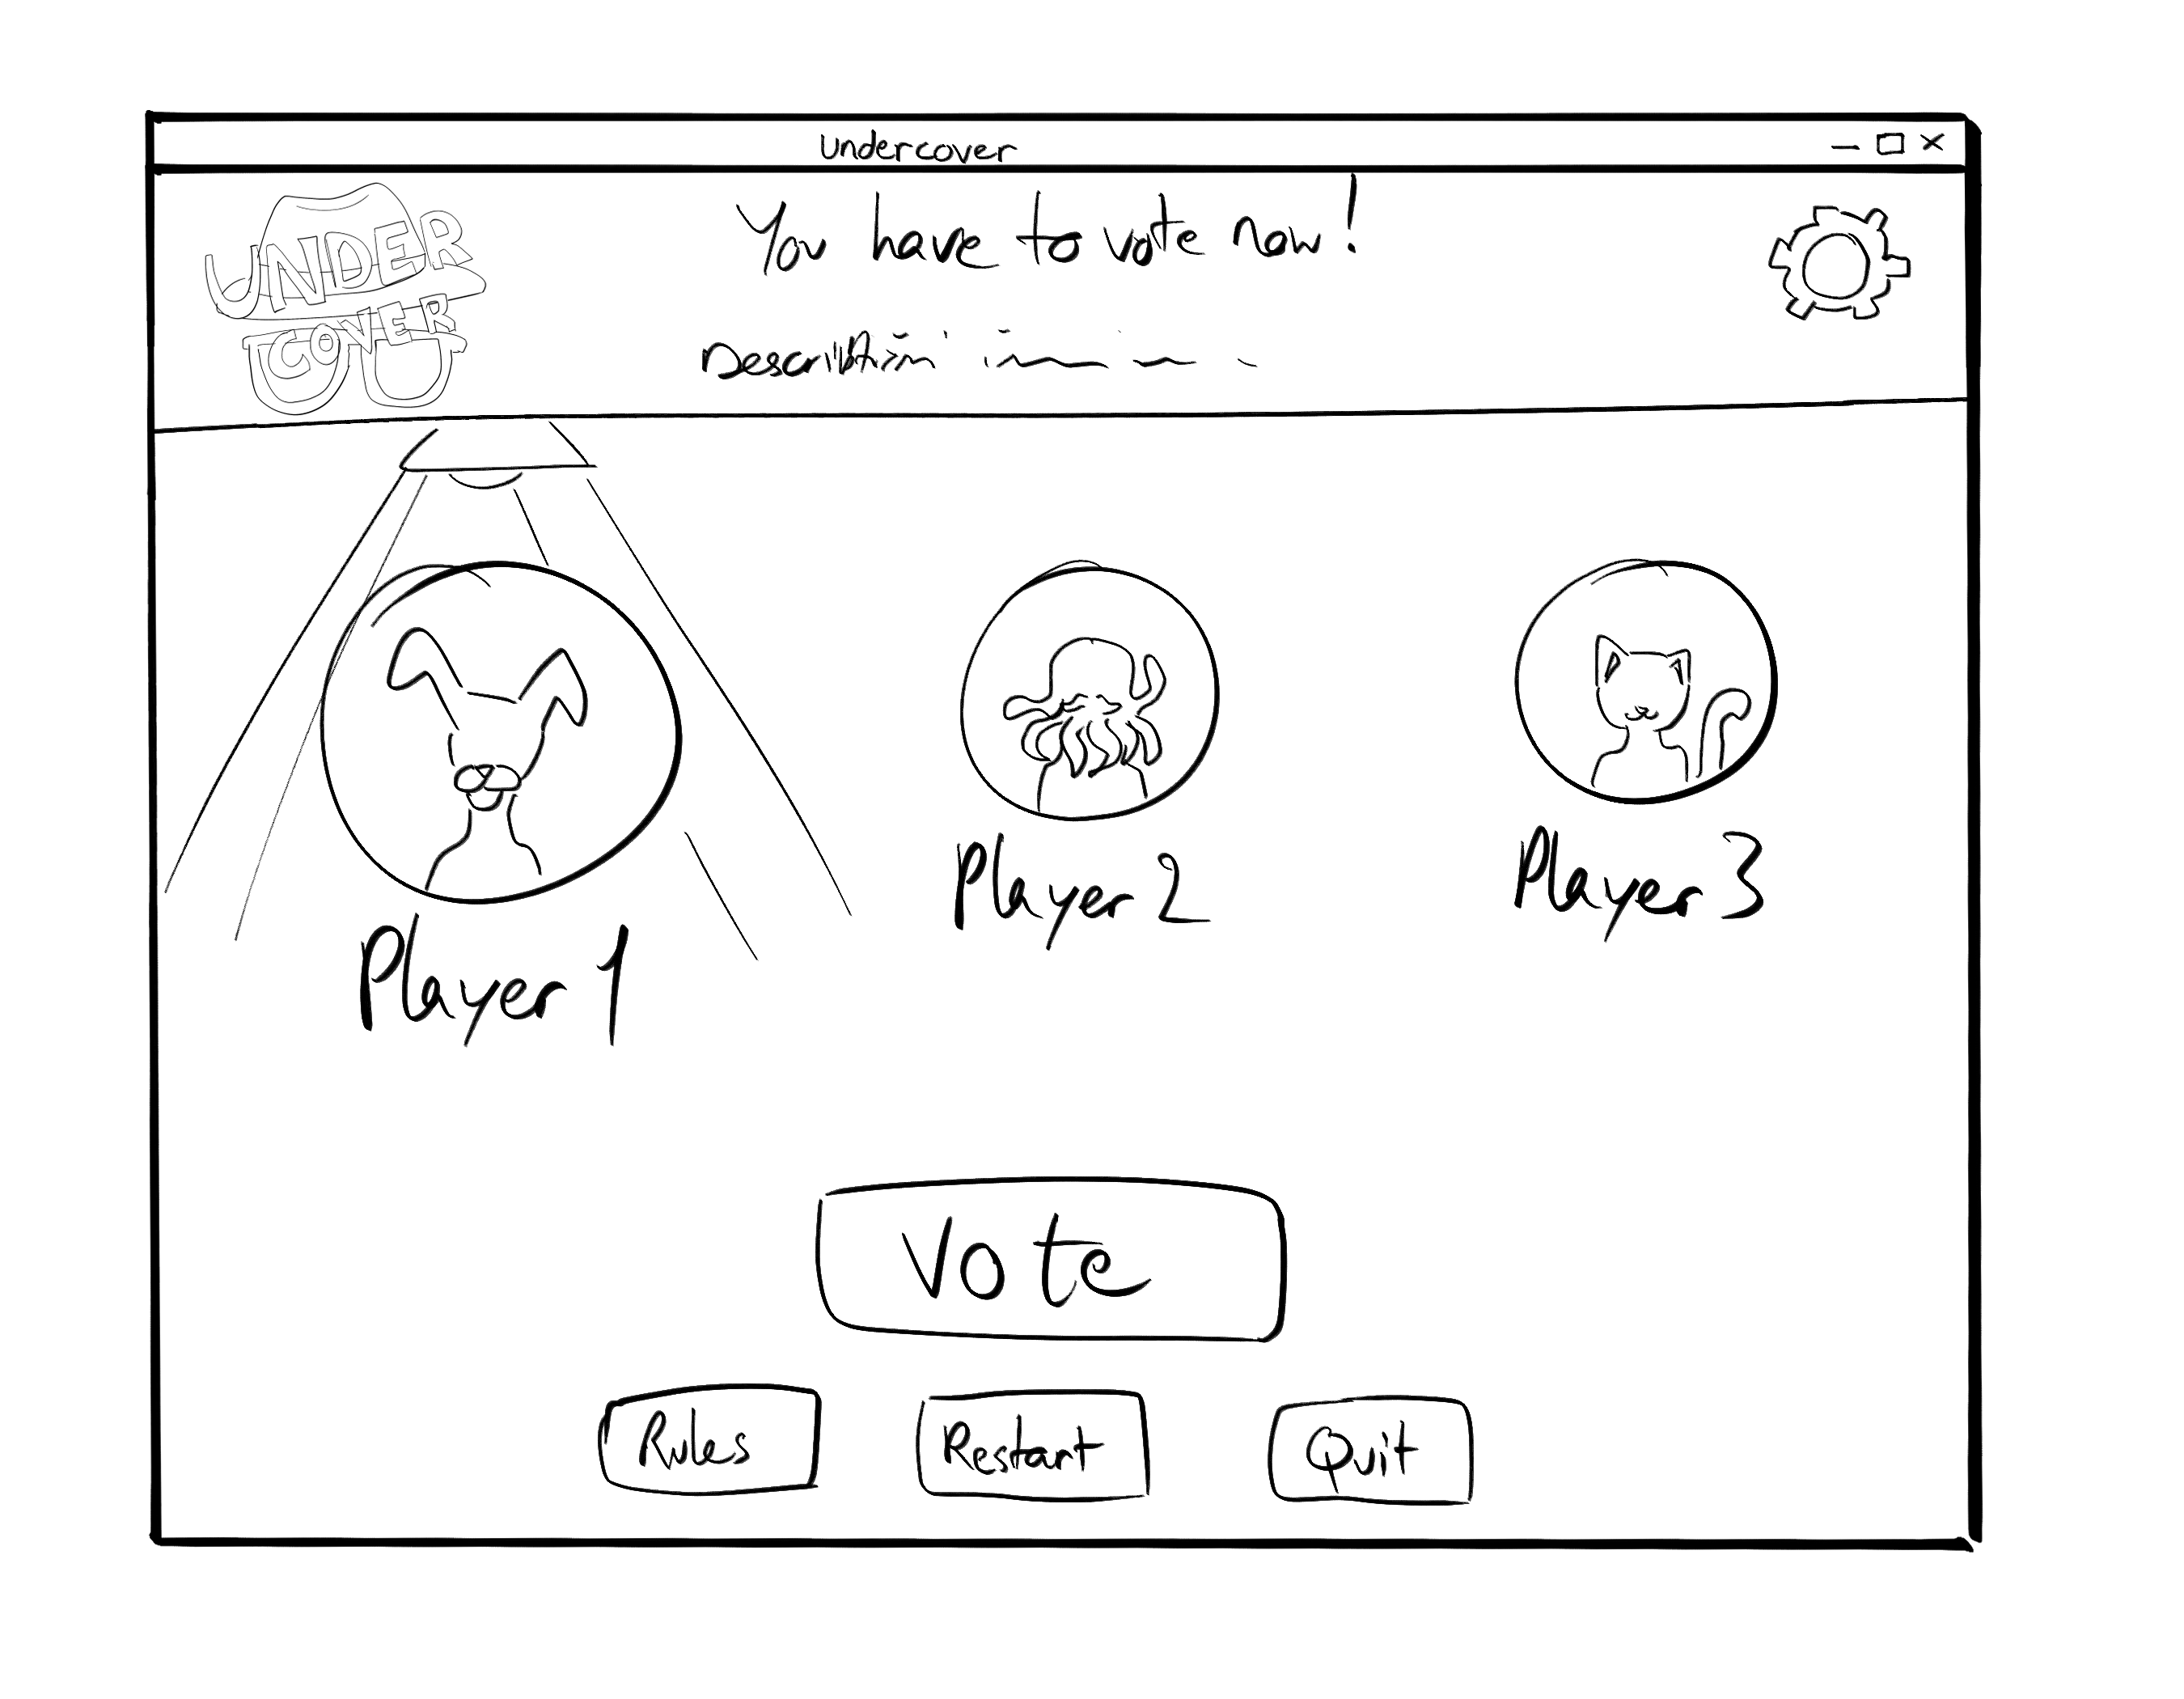 Undercover
UNDER
COVER
You have to vote now!
Description
Player 1
Player 2
Player 3
Vote
Rules
Restart
Quit